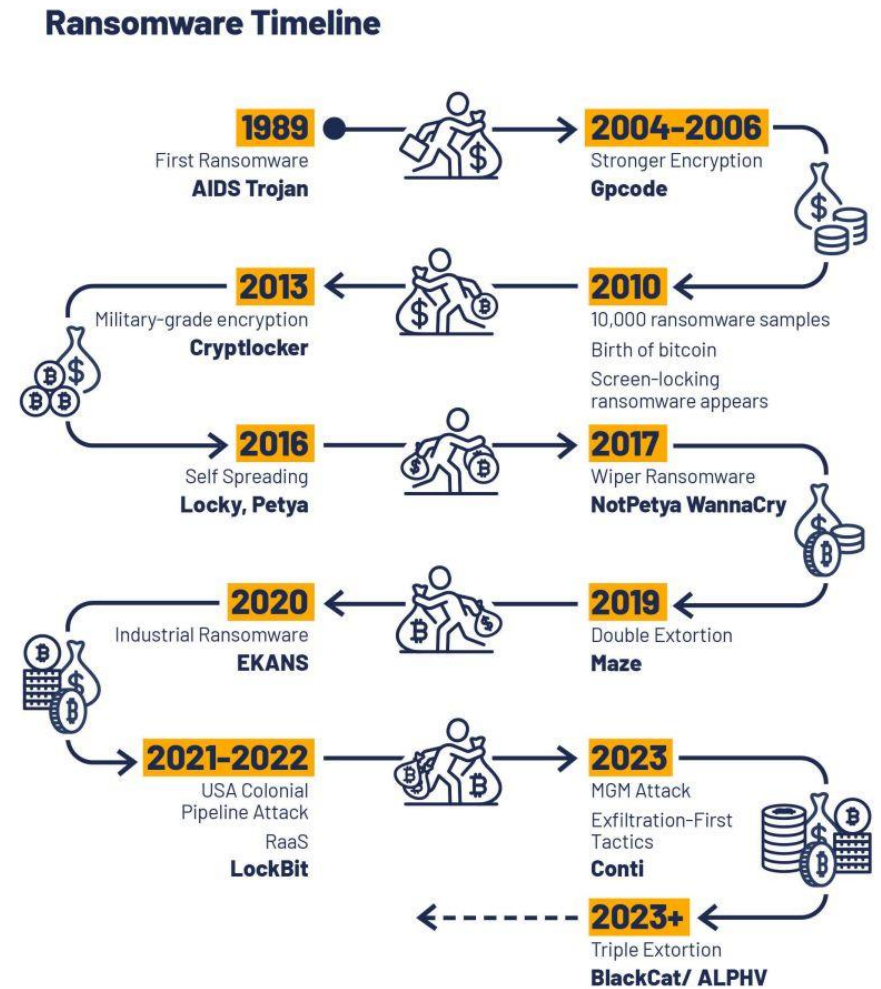 Ransomware Timeline
1989
First Ransomware
AIDS Trojan
$
2004-2006
Stronger Encryption
Gpcode
$
2010
10,000 ransomware samples
Birth of bitcoin
Screen-locking
ransomware appears
$
₿
2013
Military-grade encryption
Cryptlocker
$
₿
₿ ₿
2016
Self Spreading
Locky, Petya
$
₿
2017
Wiper Ransomware
NotPetya WannaCry
$
₿
2019
Double Extortion
Maze
₿
$
2020
Industrial Ransomware
EKANS
₿
$
₿
2021-2022
USA Colonial
Pipeline Attack
RaaS
LockBit
₿
₿
2023
MGM Attack
Exfiltration-First
Tactics
Conti
₿
$
₿
2023+
Triple Extortion
BlackCat/ ALPHV